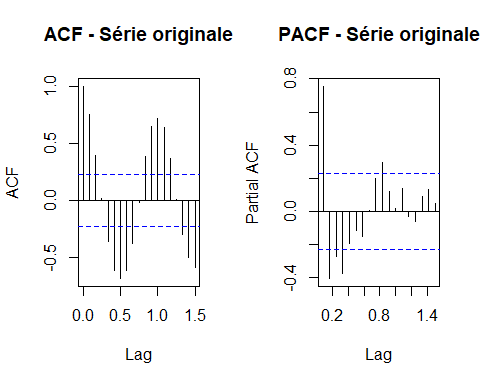 ACF - Série originale
ACF
1.0
0.5
0.0
-0.5
0.0 0.5 1.0 1.5
Lag
PACF - Série originale
Partial ACF
0.8
0.4
0.0
-0.4
0.2 0.8 1.4
Lag